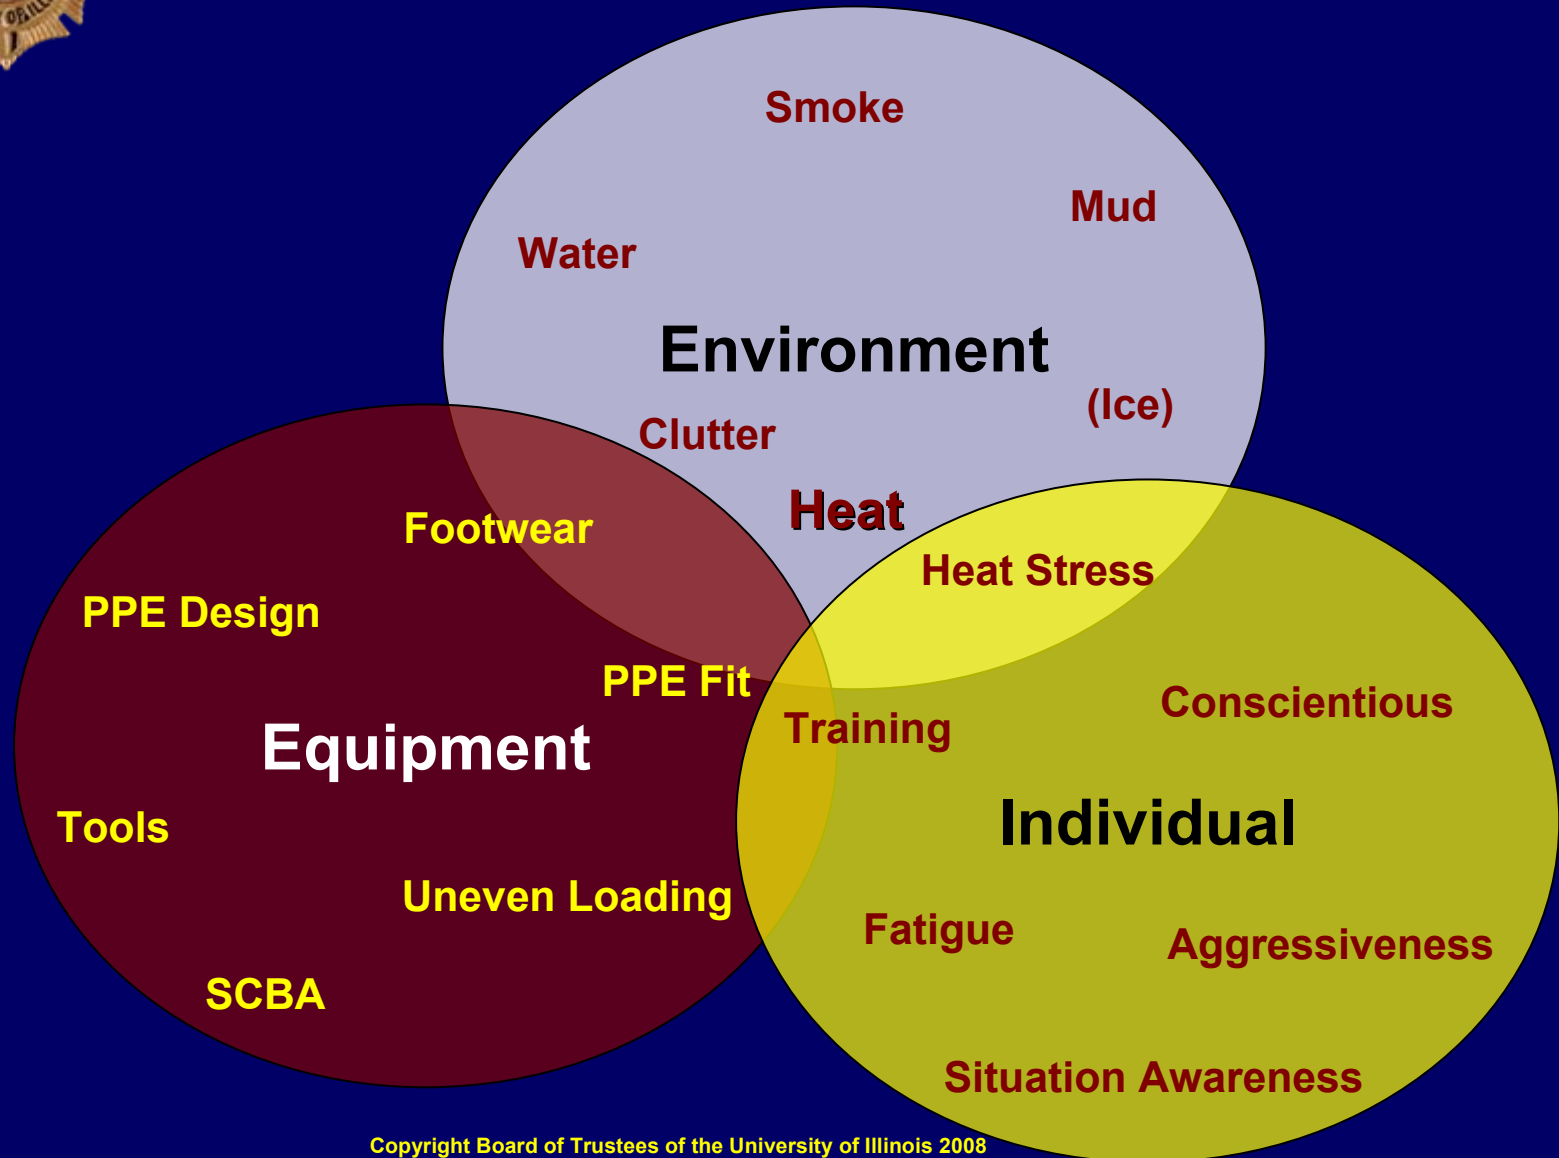 Smoke
Mud
Water
Environment
(Ice)
Clutter
Heat
Footwear
Heat Stress
PPE Design
PPE Fit
Conscientious
Training
Equipment
Individual
Tools
Uneven Loading
Fatigue
Aggressiveness
SCBA
Situation Awareness
Copyright Board of Trustees of the University of Illinois 2008